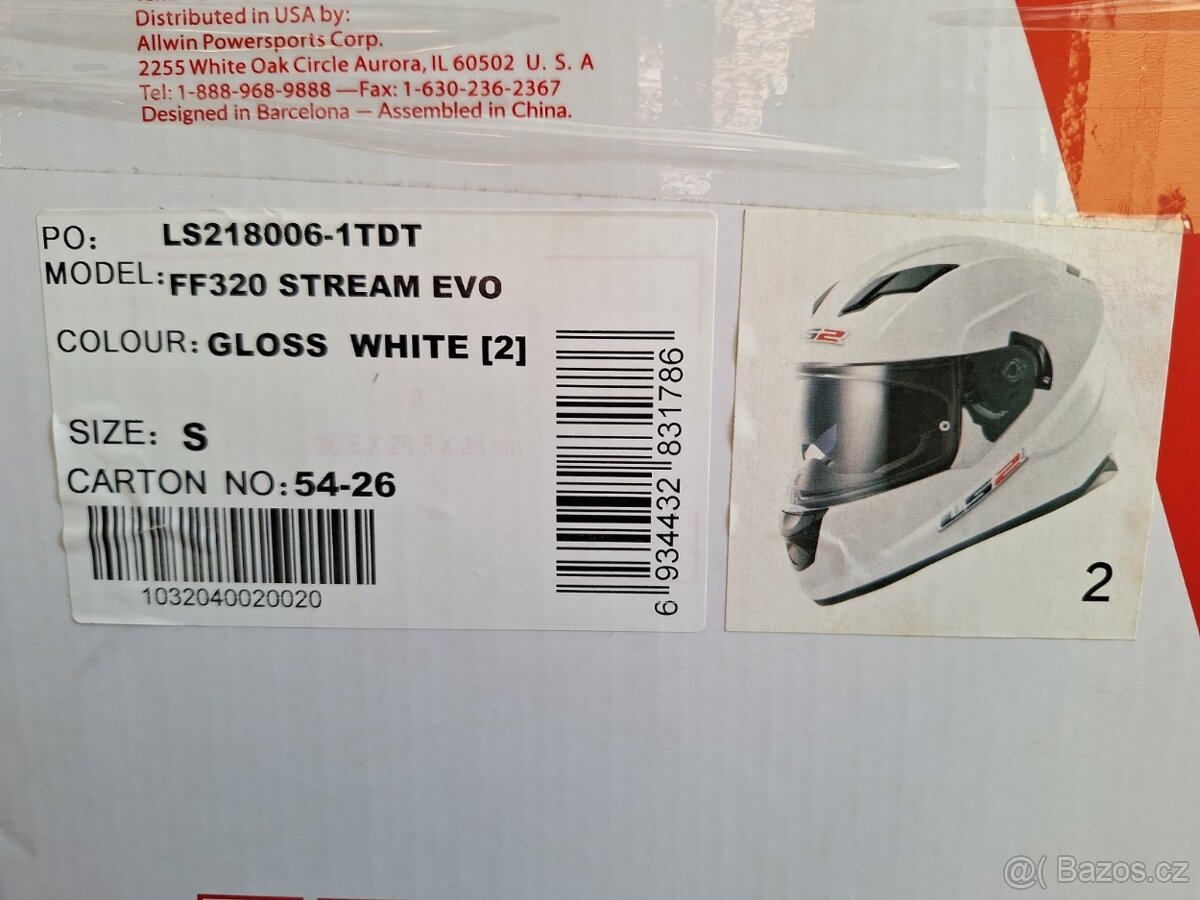 Distributed in USA by:
Allwin Powersports Corp.
2255 White Oak Circle Aurora, IL 60502 U. S. A
Tel: 1-888-968-9888 —Fax: 1-630-236-2367
Designed in Barcelona — Assembled in China.
PO: LS218006-1TDT
MODEL: FF320 STREAM EVO
COLOUR: GLOSS WHITE [2]
SIZE: S
CARTON NO: 54-26
1032040020020
6 934432 831786
LS2
LS2
2
@( Bazoš.cz